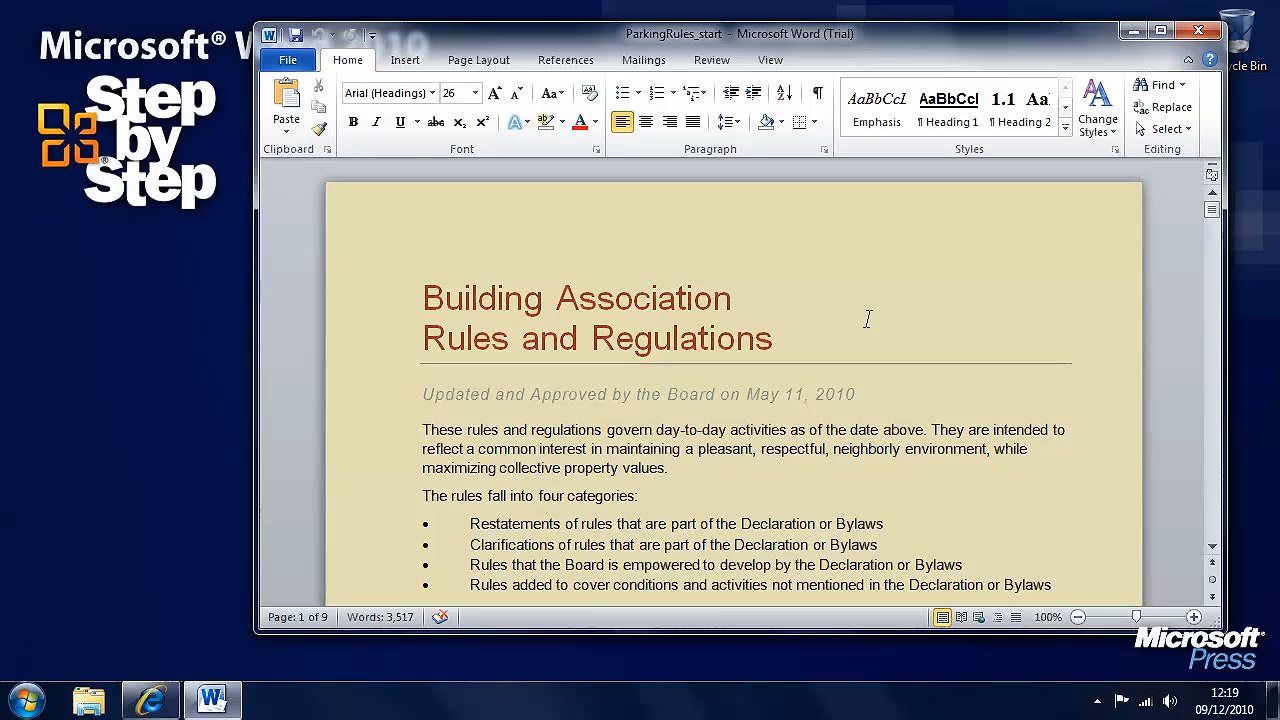 Microsoft® W
Step
by
Step
ParkingRules_start - Microsoft Word (Trial)
cle Bin
File Home Insert Page Layout References Mailings Review View
Arial (Headings) 26
Paste
AaBbCcI AaBbCcI 1.1 Aa
Emphasis ¶ Heading 1 ¶ Heading 2
Change Styles
Find
Replace
Select
Clipboard Font Paragraph Styles Editing
Building Association
Rules and Regulations
Updated and Approved by the Board on May 11, 2010
These rules and regulations govern day-to-day activities as of the date above. They are intended to
reflect a common interest in maintaining a pleasant, respectful, neighborly environment, while
maximizing collective property values.
The rules fall into four categories:
• Restatements of rules that are part of the Declaration or Bylaws
• Clarifications of rules that are part of the Declaration or Bylaws
• Rules that the Board is empowered to develop by the Declaration or Bylaws
• Rules added to cover conditions and activities not mentioned in the Declaration or Bylaws
Page: 1 of 9 Words: 3,517 100%
Microsoft
Press
12:19
09/12/2010